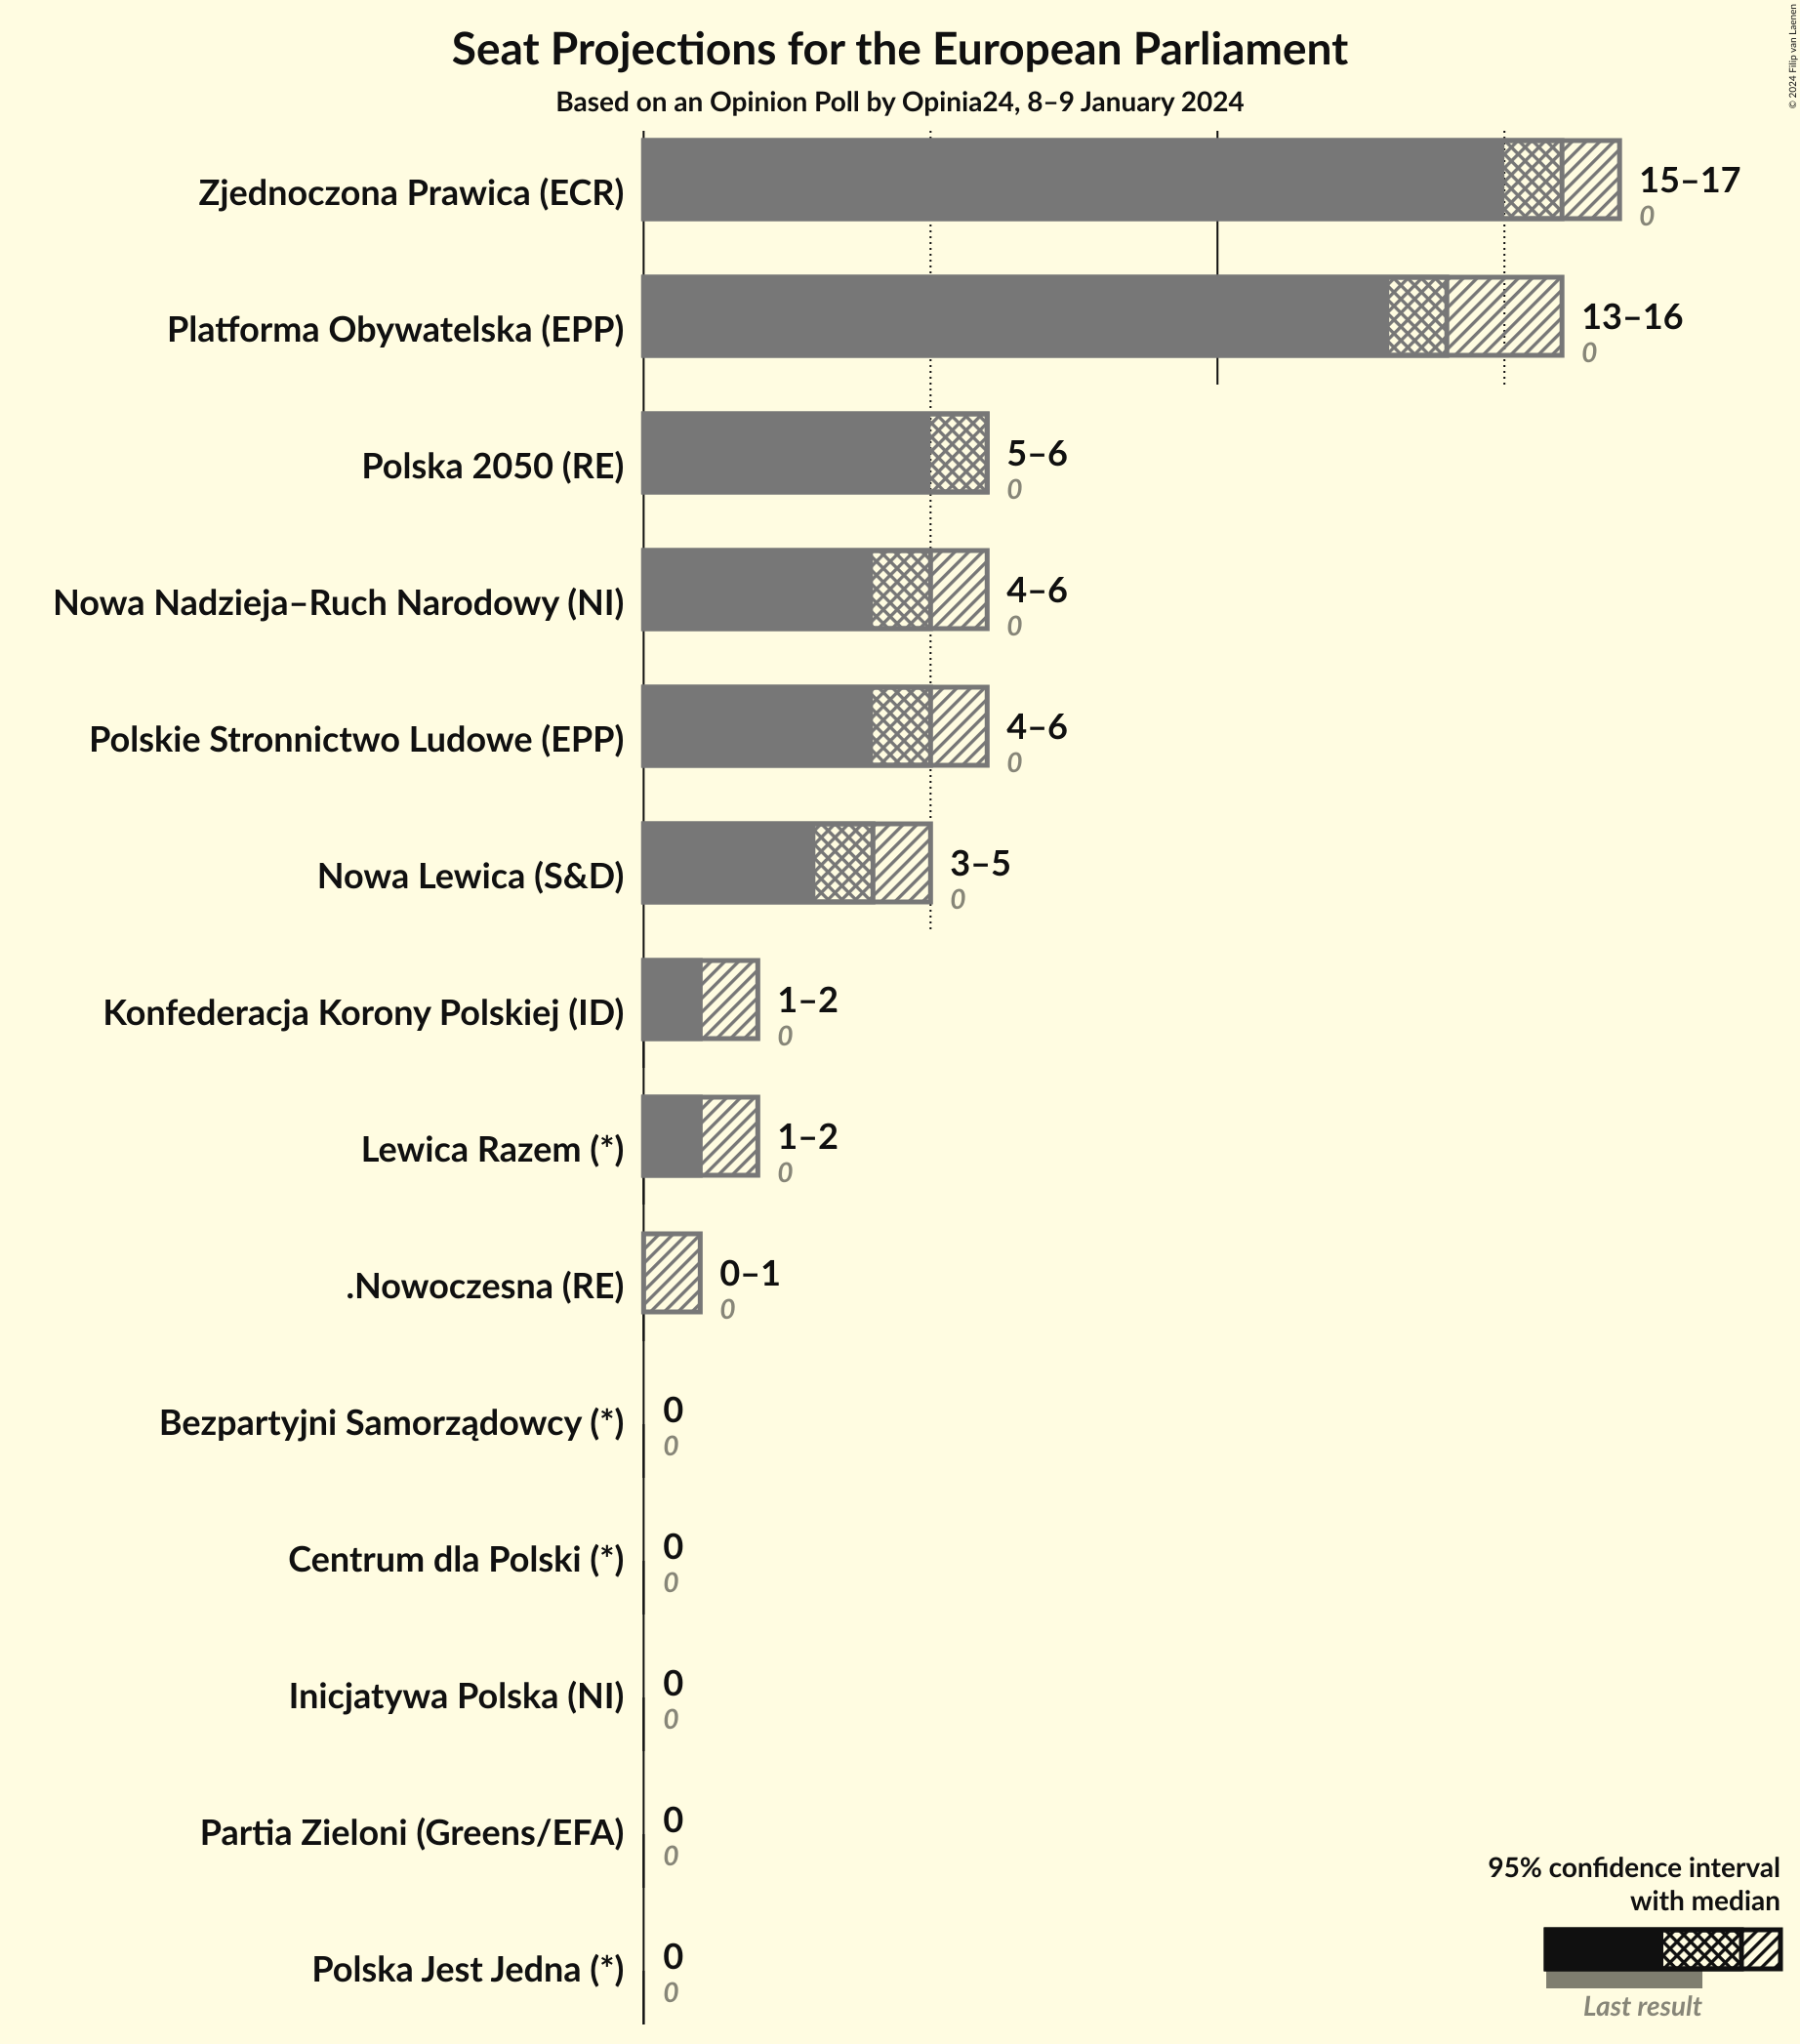 Seat Projections for the European Parliament
Based on an Opinion Poll by Opinia24, 8–9 January 2024
© 2024 Filip van Laenen
Zjednoczona Prawica (ECR)
15–17
0
Platforma Obywatelska (EPP)
13–16
0
Polska 2050 (RE)
5–6
0
Nowa Nadzieja–Ruch Narodowy (NI)
4–6
0
Polskie Stronnictwo Ludowe (EPP)
4–6
0
Nowa Lewica (S&D)
3–5
0
Konfederacja Korony Polskiej (ID)
1–2
0
Lewica Razem (*)
1–2
0
.Nowoczesna (RE)
0–1
0
Bezpartyjni Samorządowcy (*)
0
0
Centrum dla Polski (*)
0
0
Inicjatywa Polska (NI)
0
0
Partia Zieloni (Greens/EFA)
0
0
Polska Jest Jedna (*)
0
0
95% confidence interval
with median
Last result